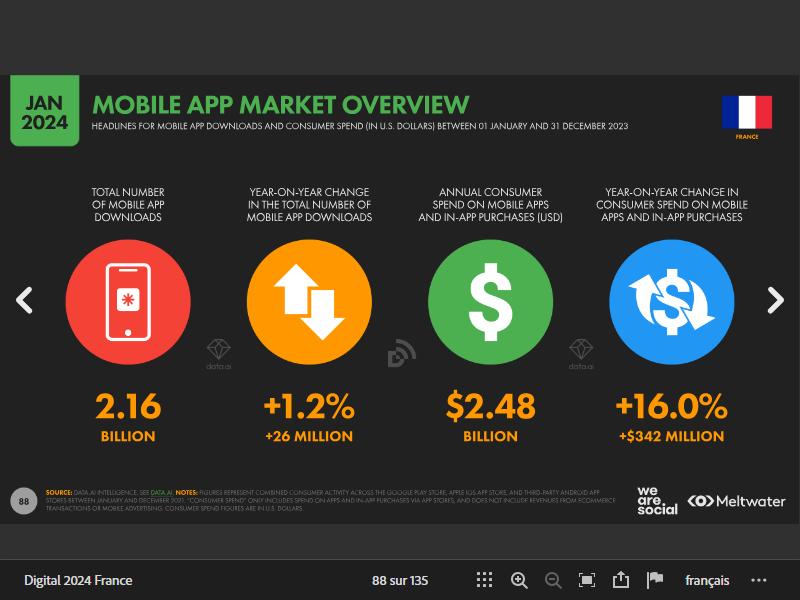 JAN
2024
MOBILE APP MARKET OVERVIEW
HEADLINES FOR MOBILE APP DOWNLOADS AND CONSUMER SPEND (IN U.S. DOLLARS) BETWEEN 01 JANUARY AND 31 DECEMBER 2023
FRANCE
TOTAL NUMBER
OF MOBILE APP
DOWNLOADS
YEAR-ON-YEAR CHANGE
IN THE TOTAL NUMBER OF
MOBILE APP DOWNLOADS
ANNUAL CONSUMER
SPEND ON MOBILE APPS
AND IN-APP PURCHASES (USD)
YEAR-ON-YEAR CHANGE IN
CONSUMER SPEND ON MOBILE
APPS AND IN-APP PURCHASES
$
$
data.ai
data.ai
2.16
BILLION
+1.2%
+26 MILLION
$2.48
BILLION
+16.0%
+$342 MILLION
88
SOURCE: DATA.AI INTELLIGENCE. SEE DATA.AI. NOTES: FIGURES REPRESENT COMBINED CONSUMER ACTIVITY ACROSS THE GOOGLE PLAY STORE, APPLE IOS APP STORE, AND THIRD-PARTY ANDROID APP
STORES BETWEEN JANUARY AND DECEMBER 2021. "CONSUMER SPEND" ONLY INCLUDES SPEND ON APPS AND IN-APP PURCHASES VIA APP STORES, AND DOES NOT INCLUDE REVENUES FROM ECOMMERCE
TRANSACTIONS OR MOBILE ADVERTISING. CONSUMER SPEND FIGURES ARE IN U.S. DOLLARS.
we
are.
social
Meltwater
Digital 2024 France
88 sur 135
français